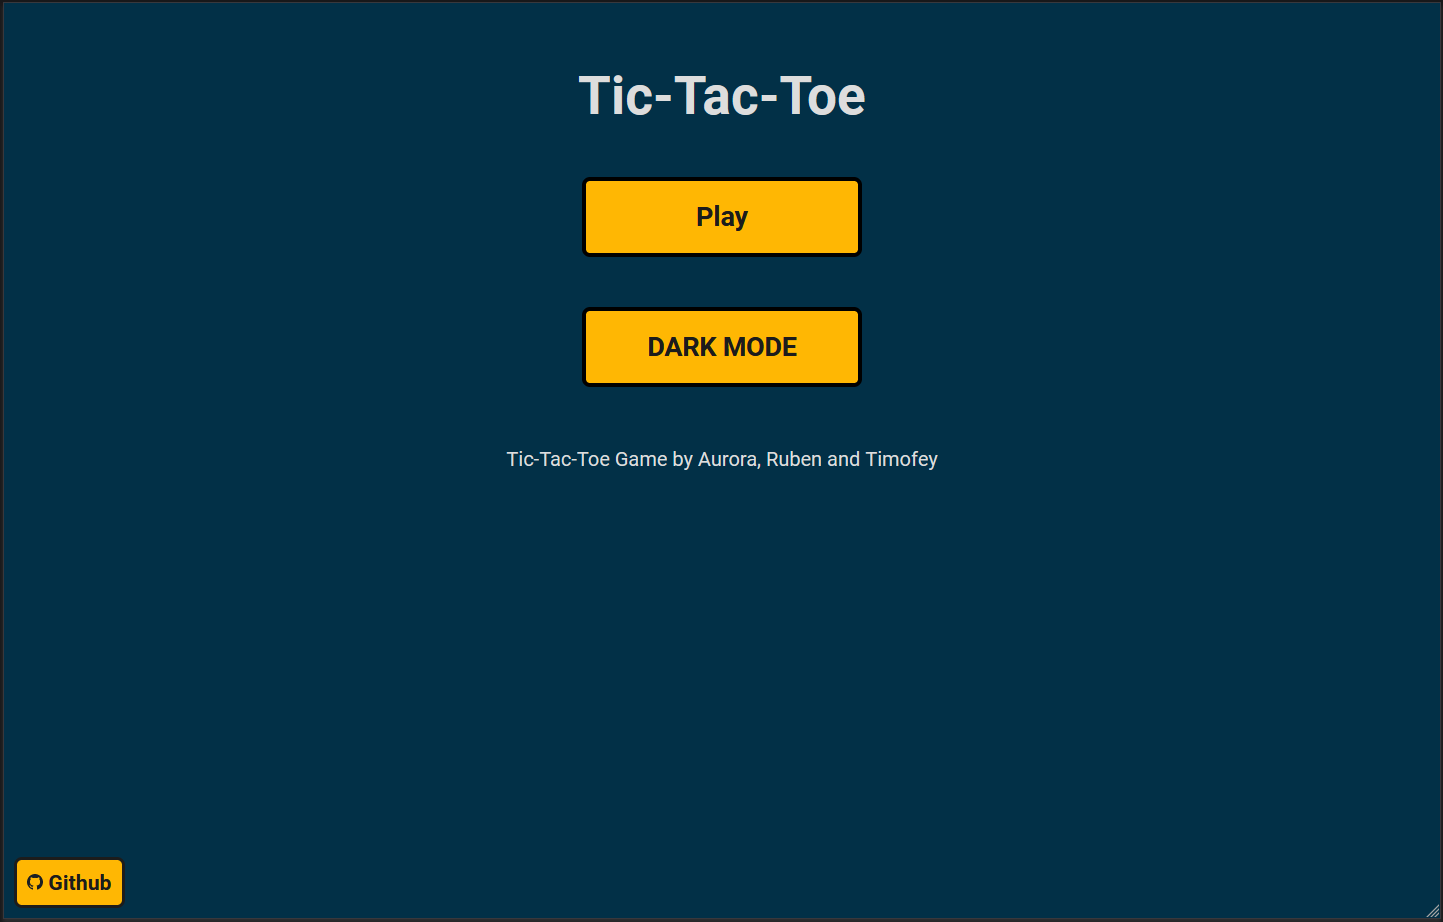 Tic-Tac-Toe
Play
DARK MODE
Tic-Tac-Toe Game by Aurora, Ruben and Timofey
Github